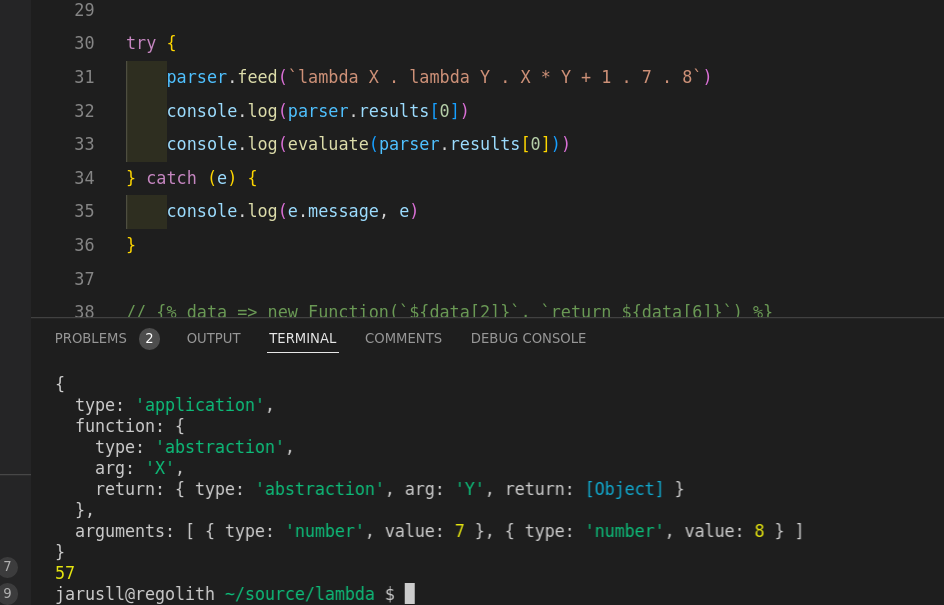 29
30 try {
31 parser.feed(`lambda X . lambda Y . X * Y + 1 . 7 . 8`)
32 console.log(parser.results[0])
33 console.log(evaluate(parser.results[0]))
34 } catch (e) {
35 console.log(e.message, e)
36 }
37
38 // {% data => new Function(`${data[2]}`, `return ${data[6]}`) %}
PROBLEMS 2 OUTPUT TERMINAL COMMENTS DEBUG CONSOLE
{
type: 'application',
function: {
type: 'abstraction',
arg: 'X',
return: { type: 'abstraction', arg: 'Y', return: [Object] }
},
arguments: [ { type: 'number', value: 7 }, { type: 'number', value: 8 } ]
}
7
57
9
jarusll@regolith ~/source/lambda $